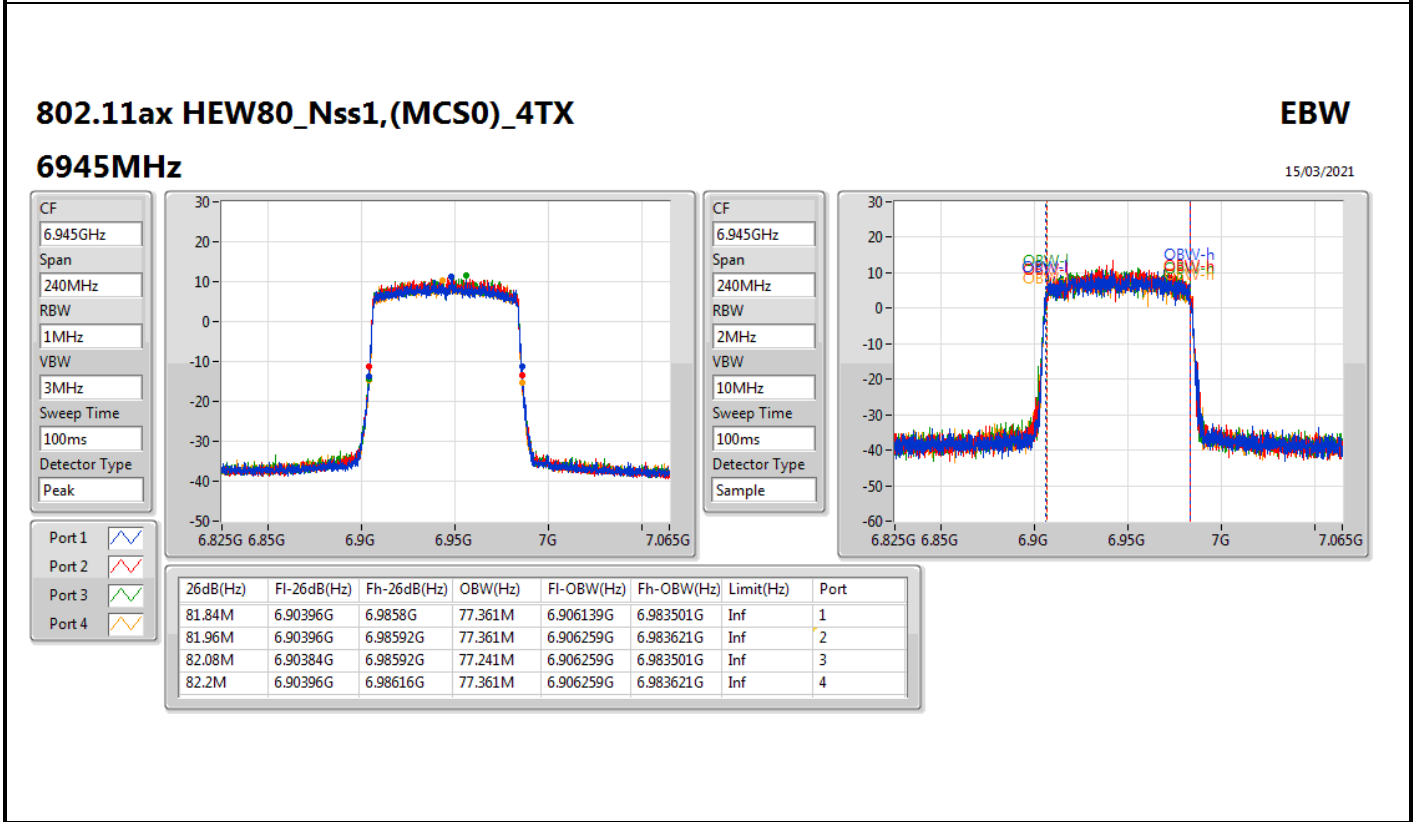 802.11ax HEW80_Nss1,(MCS0)_4TX
EBW
6945MHz
15/03/2021
CF
6.945GHz
Span
240MHz
RBW
1MHz
VBW
3MHz
Sweep Time
100ms
Detector Type
Peak
30
20
10
0
-10
-20
-30
-40
-50
6.825G 6.85G 6.9G 6.95G 7G 7.065G
CF
6.945GHz
Span
240MHz
RBW
2MHz
VBW
10MHz
Sweep Time
100ms
Detector Type
Sample
30
20
10
0
-10
-20
-30
-40
-50
-60
OBW-l
OBW-h
OBW-h
6.825G 6.85G 6.9G 6.95G 7G 7.065G
Port 1
Port 2
Port 3
Port 4
26dB(Hz) Fl-26dB(Hz) Fh-26dB(Hz) OBW(Hz) Fl-OBW(Hz) Fh-OBW(Hz) Limit(Hz) Port
81.84M 6.90396G 6.9858G 77.361M 6.906139G 6.983501G Inf 1
81.96M 6.90396G 6.98592G 77.361M 6.906259G 6.983621G Inf 2
82.08M 6.90384G 6.98592G 77.241M 6.906259G 6.983501G Inf 3
82.2M 6.90396G 6.98616G 77.361M 6.906259G 6.983621G Inf 4